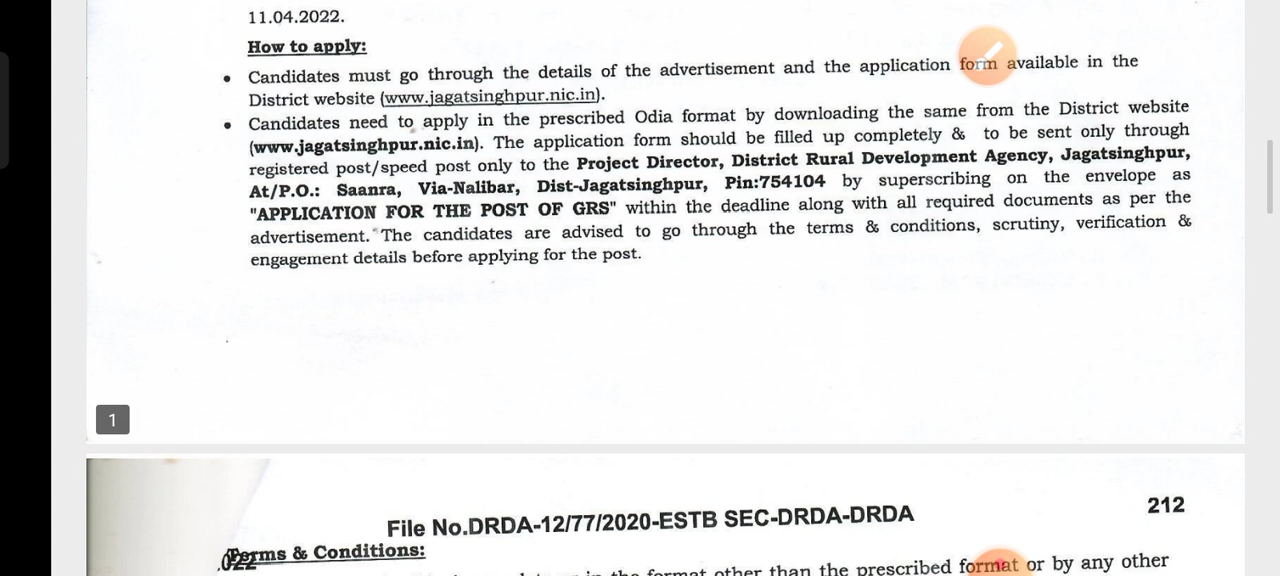 11.04.2022.
How to apply:
• Candidates must go through the details of the advertisement and the application form available in the
District website (www.jagatsinghpur.nic.in).
• Candidates need to apply in the prescribed Odia format by downloading the same from the District website
(www.jagatsinghpur.nic.in). The application form should be filled up completely & to be sent only through
registered post/speed post only to the Project Director, District Rural Development Agency, Jagatsinghpur,
At/P.O.: Saanra, Via-Nalibar, Dist-Jagatsinghpur, Pin:754104 by superscribing on the envelope as
"APPLICATION FOR THE POST OF GRS" within the deadline along with all required documents as per the
advertisement. The candidates are advised to go through the terms & conditions, scrutiny, verification &
engagement details before applying for the post.
1
212
File No.DRDA-12/77/2020-ESTB SEC-DRDA-DRDA
Terms & Conditions:
.022
in the format other than the prescribed format or by any other